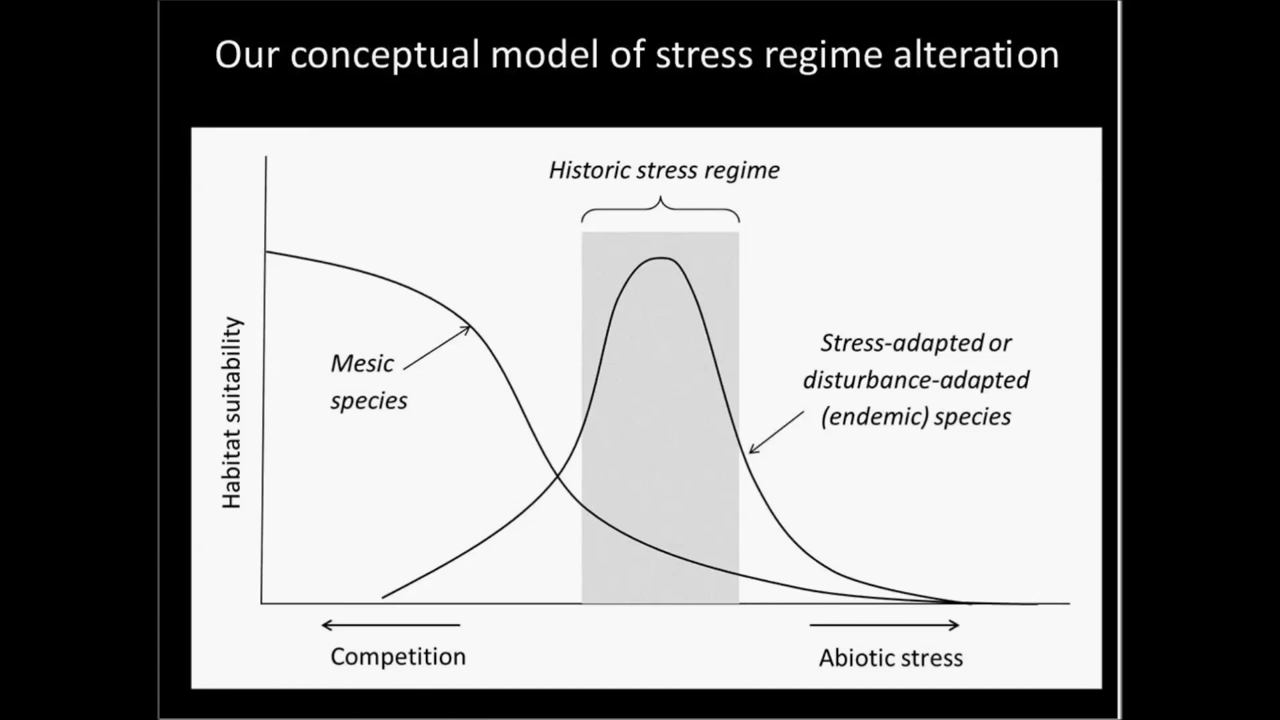 Our conceptual model of stress regime alteration
Historic stress regime
Habitat suitability
Mesic
species
Stress-adapted or
disturbance-adapted
(endemic) species
Competition
Abiotic stress